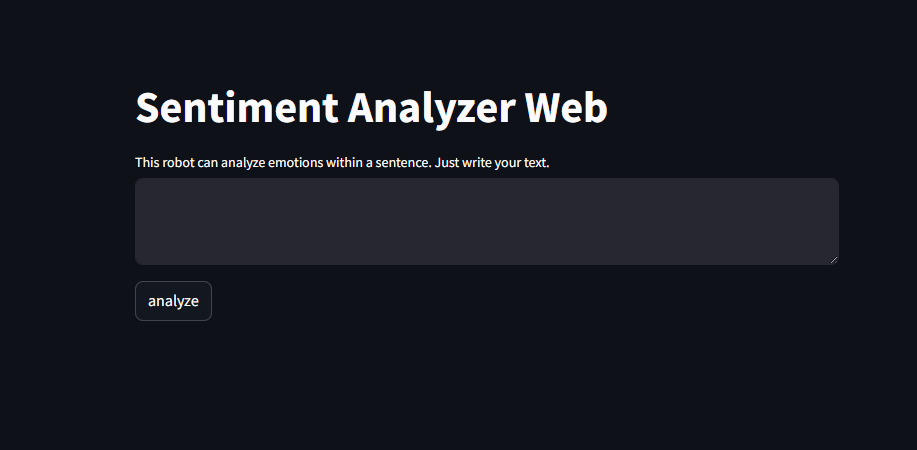 Sentiment Analyzer Web
This robot can analyze emotions within a sentence. Just write your text.
analyze